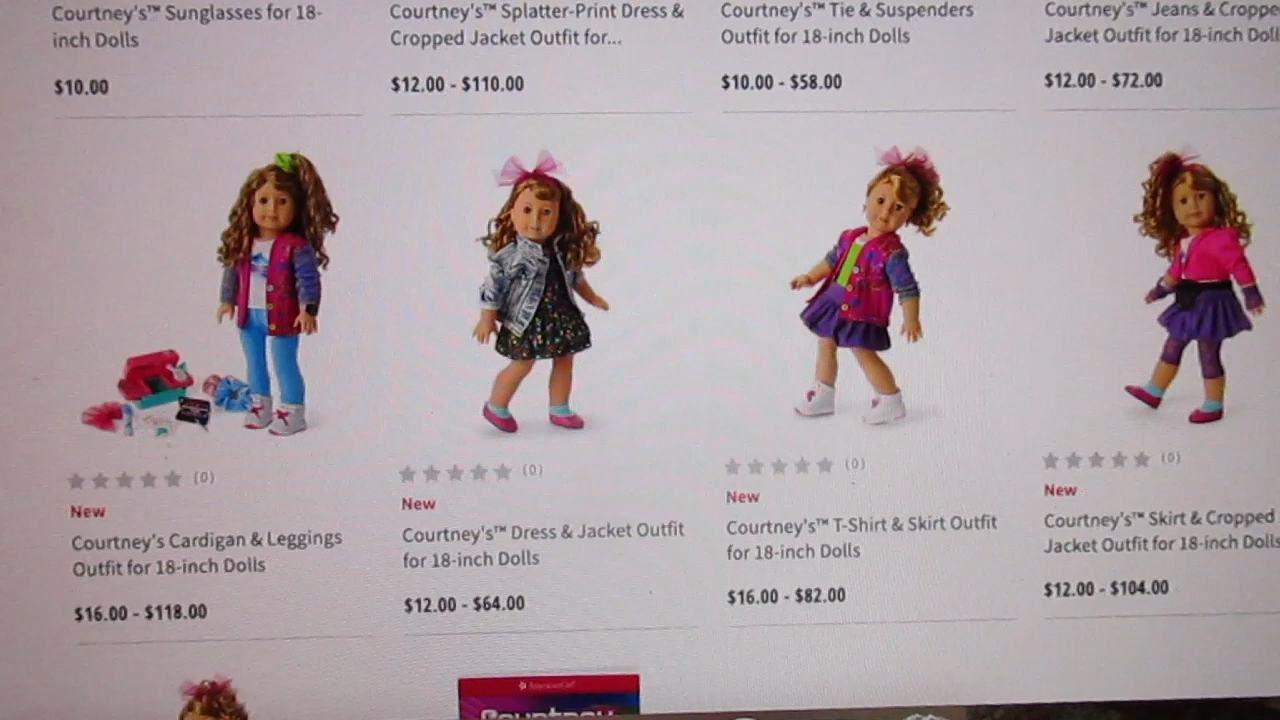 Courtney's™ Sunglasses for 18-
inch Dolls
$10.00
Courtney's™ Splatter-Print Dress &
Cropped Jacket Outfit for...
$12.00 - $110.00
Courtney's™ Tie & Suspenders
Outfit for 18-inch Dolls
$10.00 - $58.00
Courtney's™ Jeans & Croppe
Jacket Outfit for 18-inch Doll
$12.00 - $72.00
(0)
New
Courtney's Cardigan & Leggings
Outfit for 18-inch Dolls
$16.00 - $118.00
(0)
New
Courtney's™ Dress & Jacket Outfit
for 18-inch Dolls
$12.00 - $64.00
(0)
New
Courtney's™ T-Shirt & Skirt Outfit
for 18-inch Dolls
$16.00 - $82.00
(0)
New
Courtney's™ Skirt & Cropped
Jacket Outfit for 18-inch Dolls
$12.00 - $104.00
AmericanGirl
Courtney